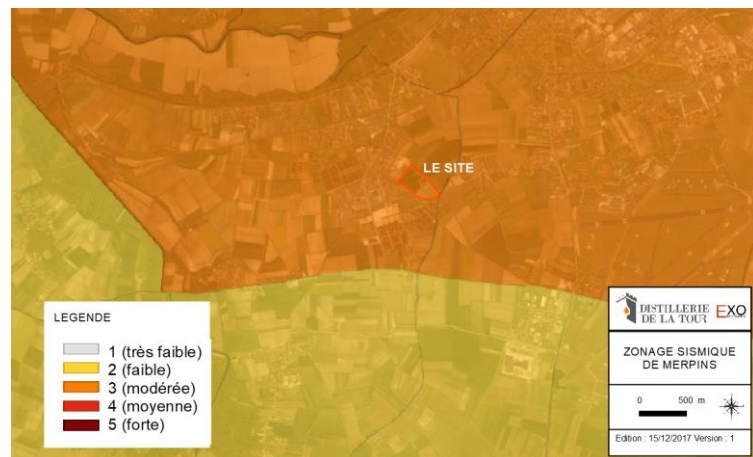 LE SITE
LEGENDE
1 (très faible)
2 (faible)
3 (modérée)
4 (moyenne)
5 (forte)
DISTILLERIE
DE LA TOUR
EXO
ZONAGE SISMIQUE
DE MERPINS
0 500 m
Edition : 15/12/2017 Version : 1